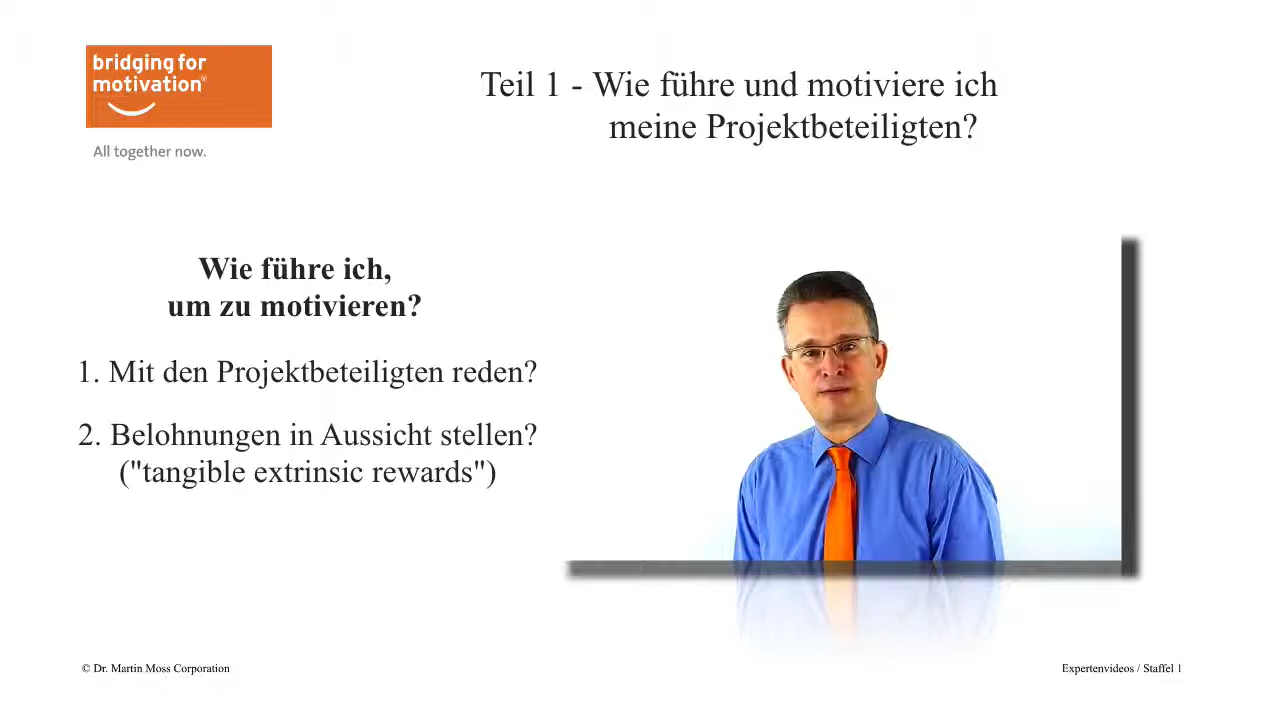 bridging for
motivation®
All together now.
Teil 1 - Wie führe und motiviere ich
meine Projektbeteiligten?
Wie führe ich,
um zu motivieren?
1. Mit den Projektbeteiligten reden?
2. Belohnungen in Aussicht stellen?
("tangible extrinsic rewards")
© Dr. Martin Moss Corporation
Expertenvideos / Staffel 1